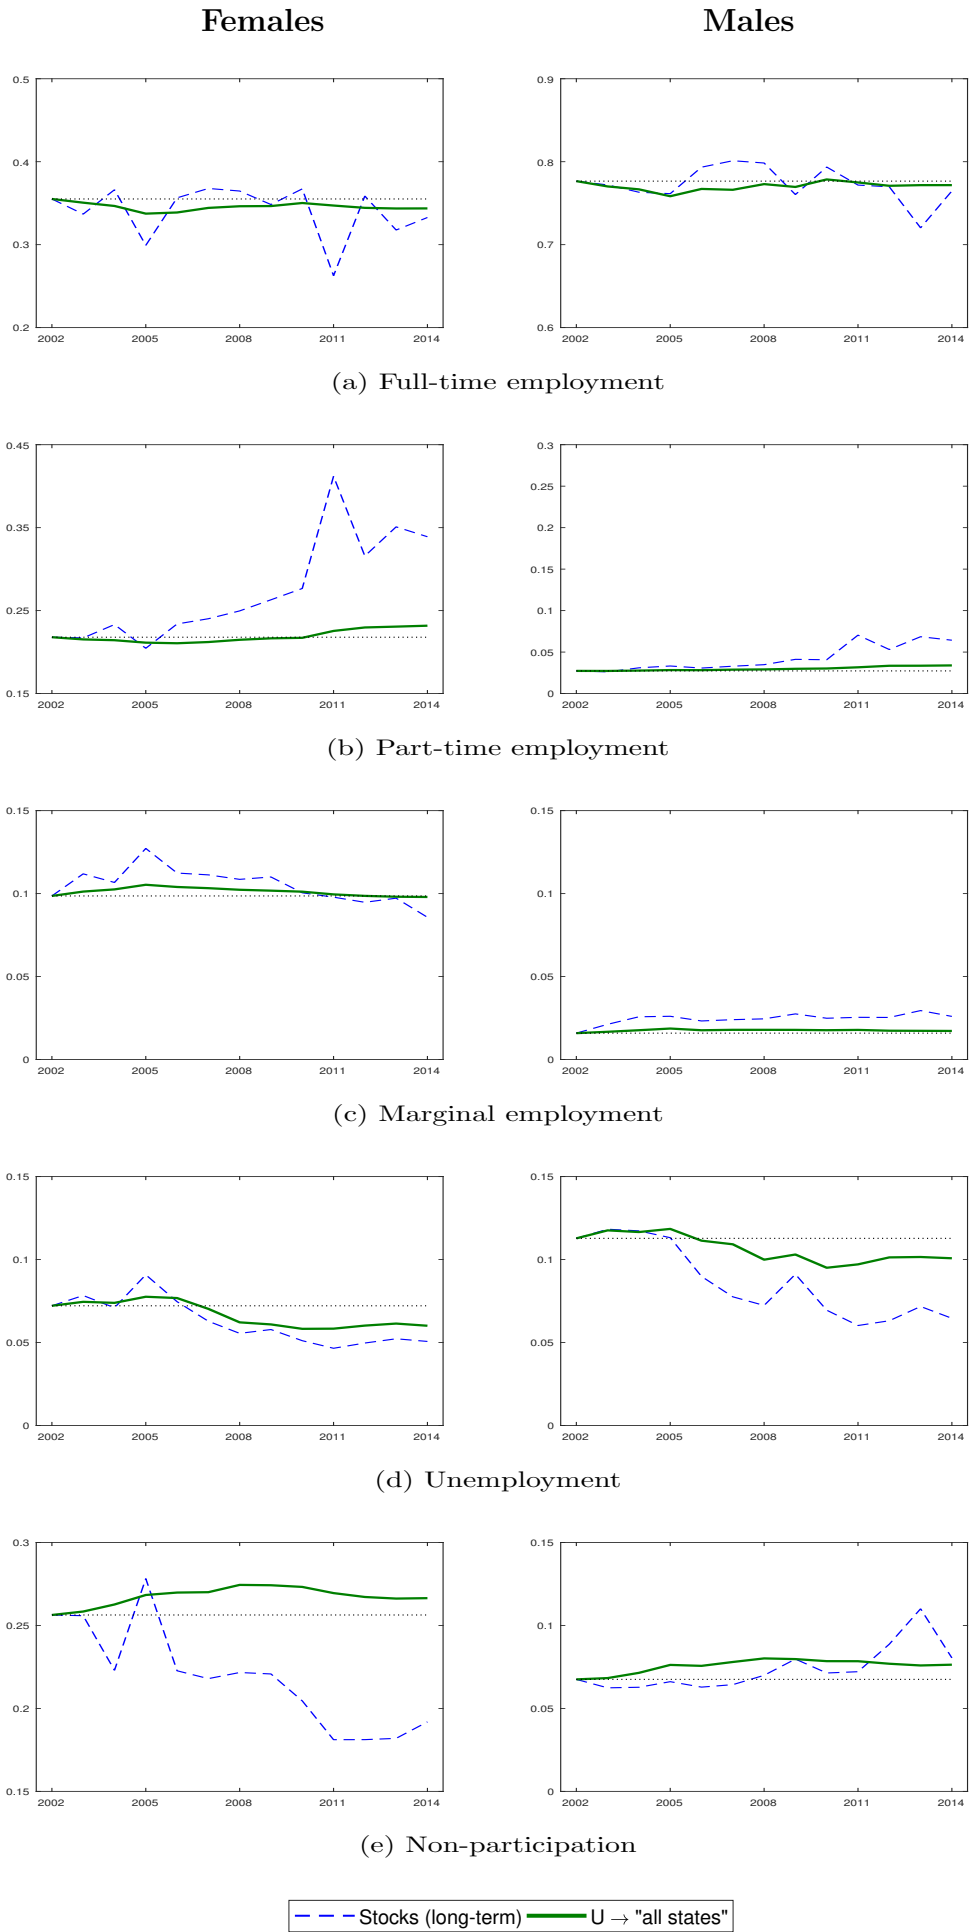 Females Males
0.5 0.9
0.4 0.8
0.3 0.7
0.2 0.6
2002 2005 2008 2011 2014 2002 2005 2008 2011 2014
(a) Full-time employment
0.45 0.3
0.25
0.35 0.2
0.15
0.25 0.1
0.05
0.15 0
2002 2005 2008 2011 2014 2002 2005 2008 2011 2014
(b) Part-time employment
0.15 0.15
0.1 0.1
0.05 0.05
0 0
2002 2005 2008 2011 2014 2002 2005 2008 2011 2014
(c) Marginal employment
0.15 0.15
0.1 0.1
0.05 0.05
0 0
2002 2005 2008 2011 2014 2002 2005 2008 2011 2014
(d) Unemployment
0.3 0.15
0.25 0.1
0.2 0.05
0.15 0
2002 2005 2008 2011 2014 2002 2005 2008 2011 2014
(e) Non-participation
Stocks (long-term) U → "all states"